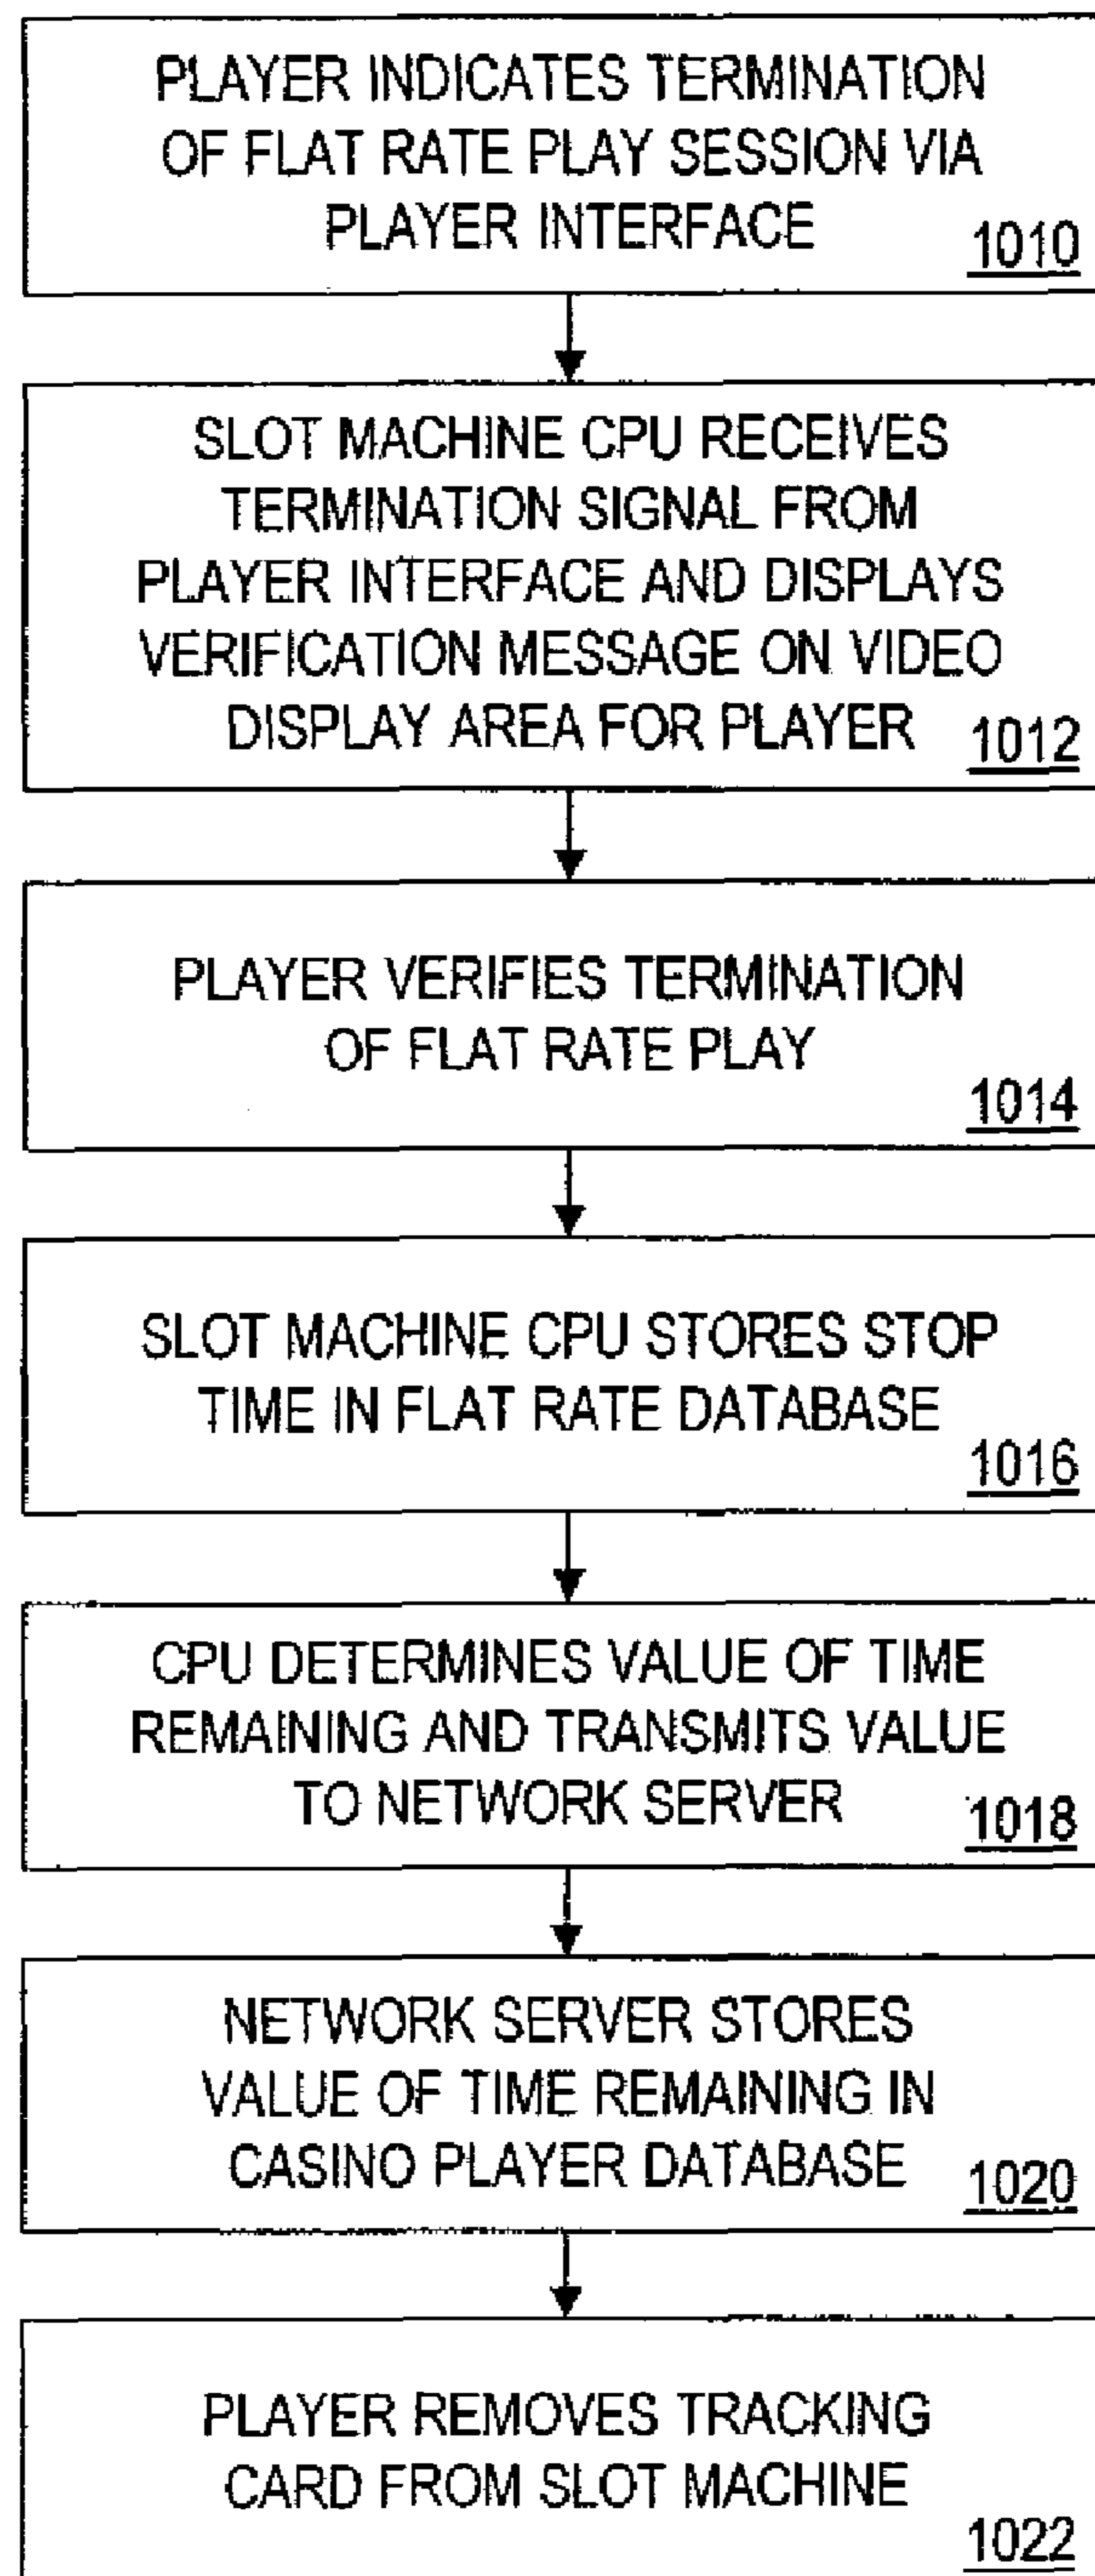 PLAYER INDICATES TERMINATION
OF FLAT RATE PLAY SESSION VIA
PLAYER INTERFACE
1010
SLOT MACHINE CPU RECEIVES
TERMINATION SIGNAL FROM
PLAYER INTERFACE AND DISPLAYS
VERIFICATION MESSAGE ON VIDEO
DISPLAY AREA FOR PLAYER
1012
PLAYER VERIFIES TERMINATION
OF FLAT RATE PLAY
1014
SLOT MACHINE CPU STORES STOP
TIME IN FLAT RATE DATABASE
1016
CPU DETERMINES VALUE OF TIME
REMAINING AND TRANSMITS VALUE
TO NETWORK SERVER
1018
NETWORK SERVER STORES
VALUE OF TIME REMAINING IN
CASINO PLAYER DATABASE
1020
PLAYER REMOVES TRACKING
CARD FROM SLOT MACHINE
1022